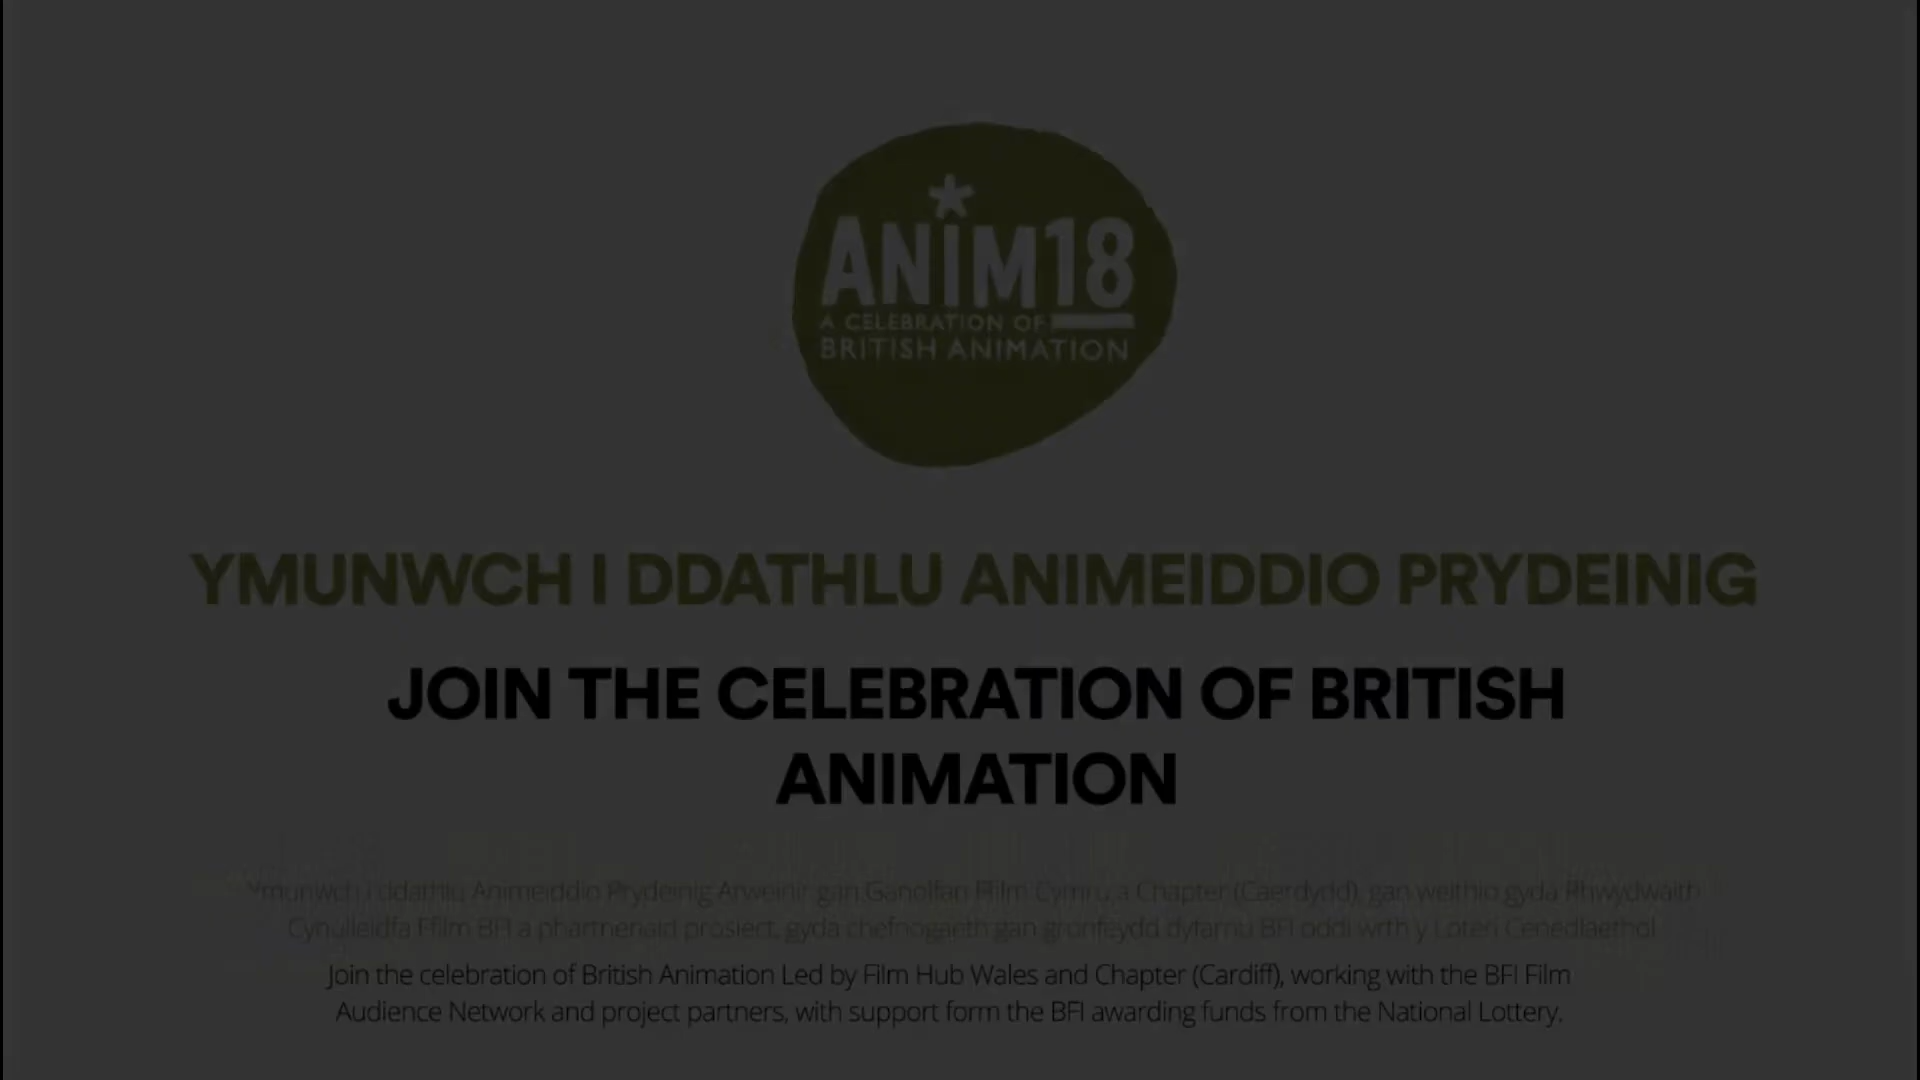 ANIM18
A CELEBRATION OF
BRITISH ANIMATION
YMUNWCH I DDATHLU ANIMEIDDIO PRYDEINIG
JOIN THE CELEBRATION OF BRITISH
ANIMATION
Ymunwch i ddathlu Animeiddio Prydeinig Arweinir gan Ganolfan Ffilm Cymru a Chapter (Caerdydd), gan weithio gyda Rhwydwaith
Cynulleidfa Ffilm BFI a phartneriaid prosiect, gyda chefnogaeth gan gronfeydd dyfarnu BFI oddi wrth y Loteri Cenedlaethol
Join the celebration of British Animation Led by Film Hub Wales and Chapter (Cardiff), working with the BFI Film
Audience Network and project partners, with support form the BFI awarding funds from the National Lottery.